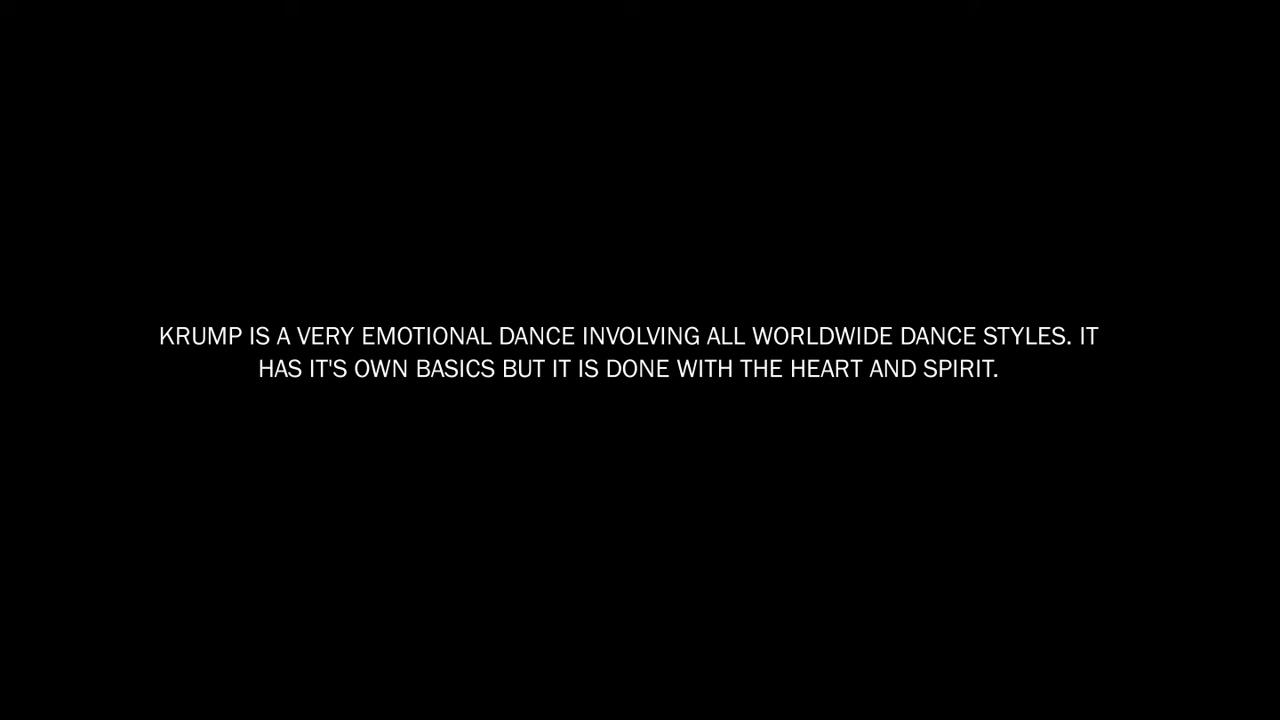 KRUMP IS A VERY EMOTIONAL DANCE INVOLVING ALL WORLDWIDE DANCE STYLES. IT
HAS IT'S OWN BASICS BUT IT IS DONE WITH THE HEART AND SPIRIT.